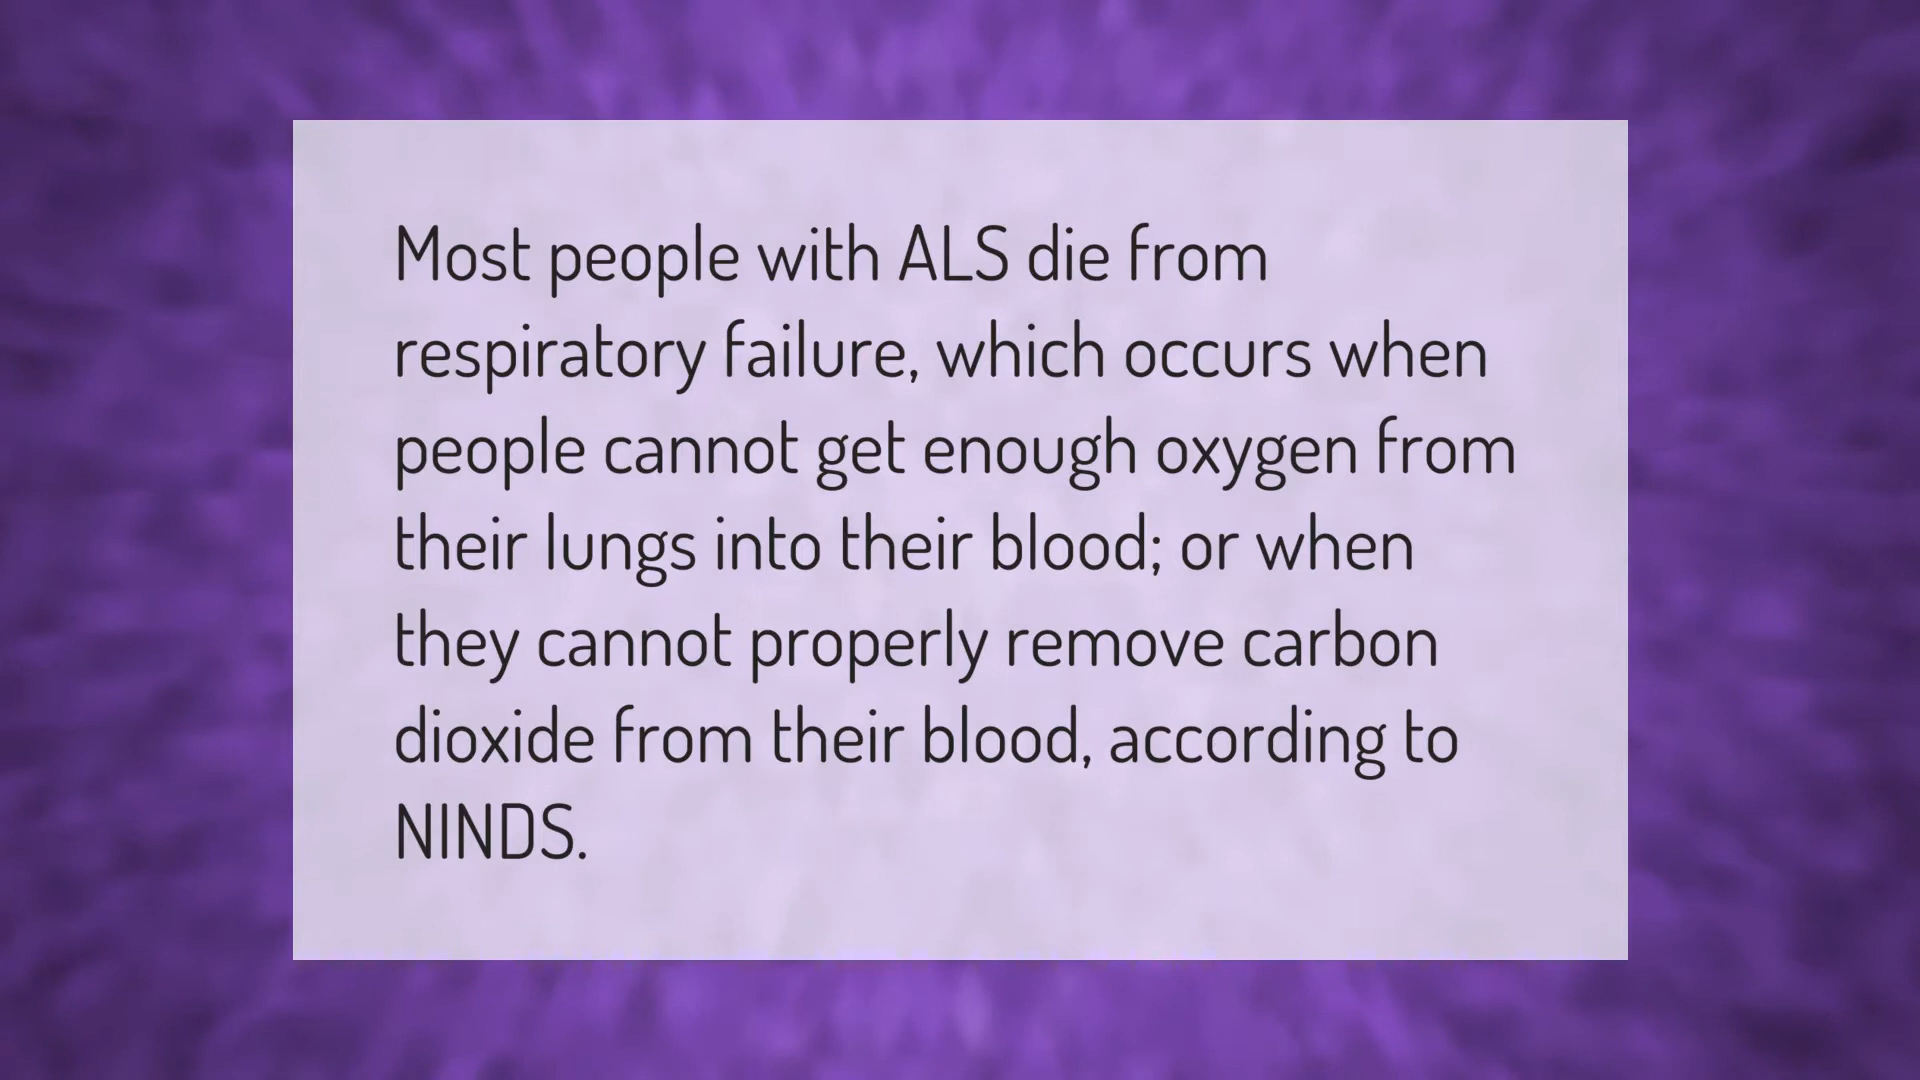 Most people with ALS die from
respiratory failure, which occurs when
people cannot get enough oxygen from
their lungs into their blood; or when
they cannot properly remove carbon
dioxide from their blood, according to
NINDS.